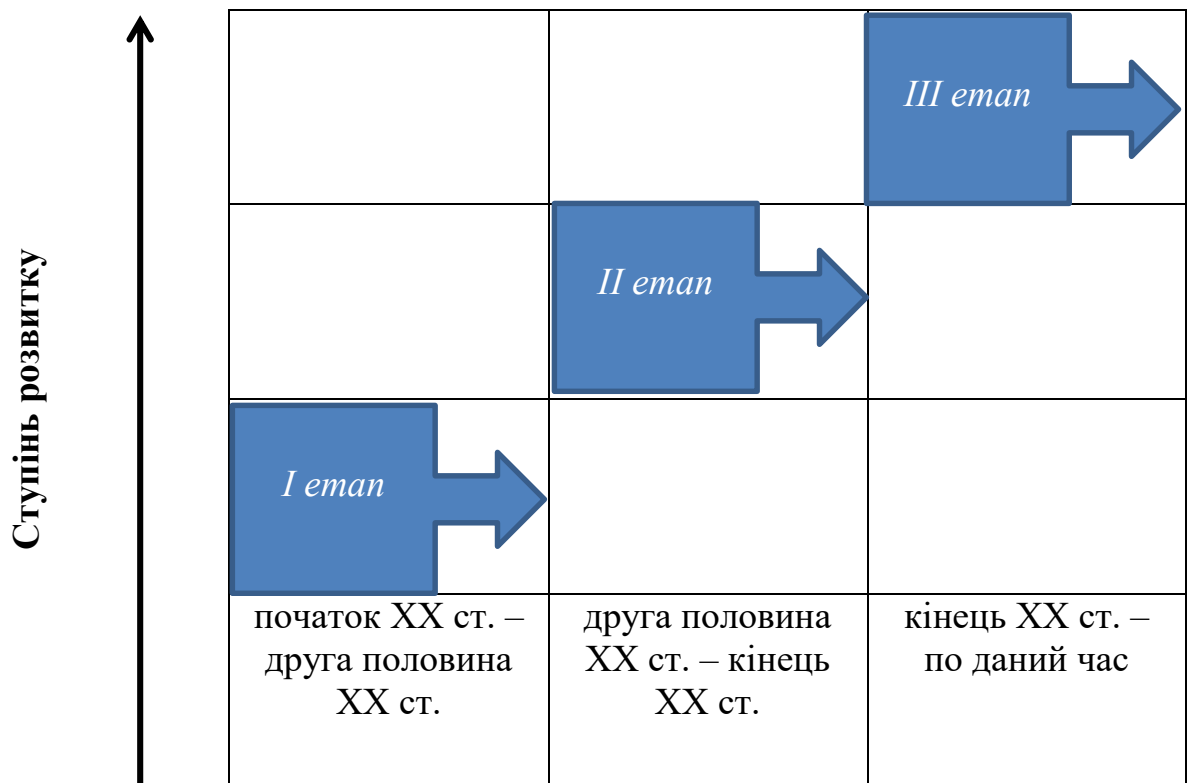 Ступінь розвитку
III етап
II етап
I етап
початок XX ст. –
друга половина
XX ст.
друга половина
XX ст. – кінець
XX ст.
кінець XX ст. –
по даний час